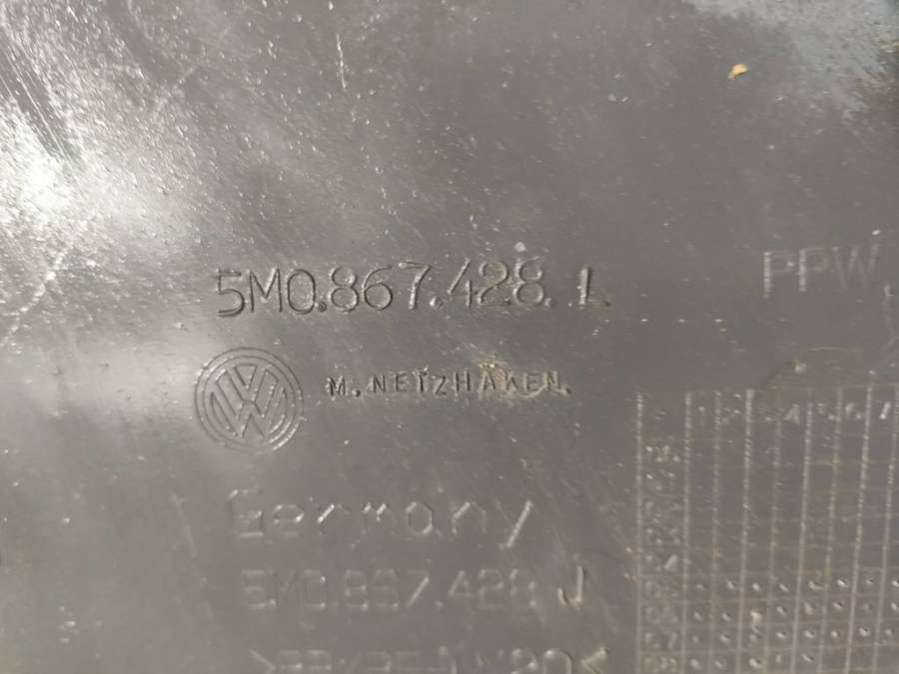 5M0.867.428.L
PPW
M. NETZHAKEN.
Germany
5M0.867.428 J